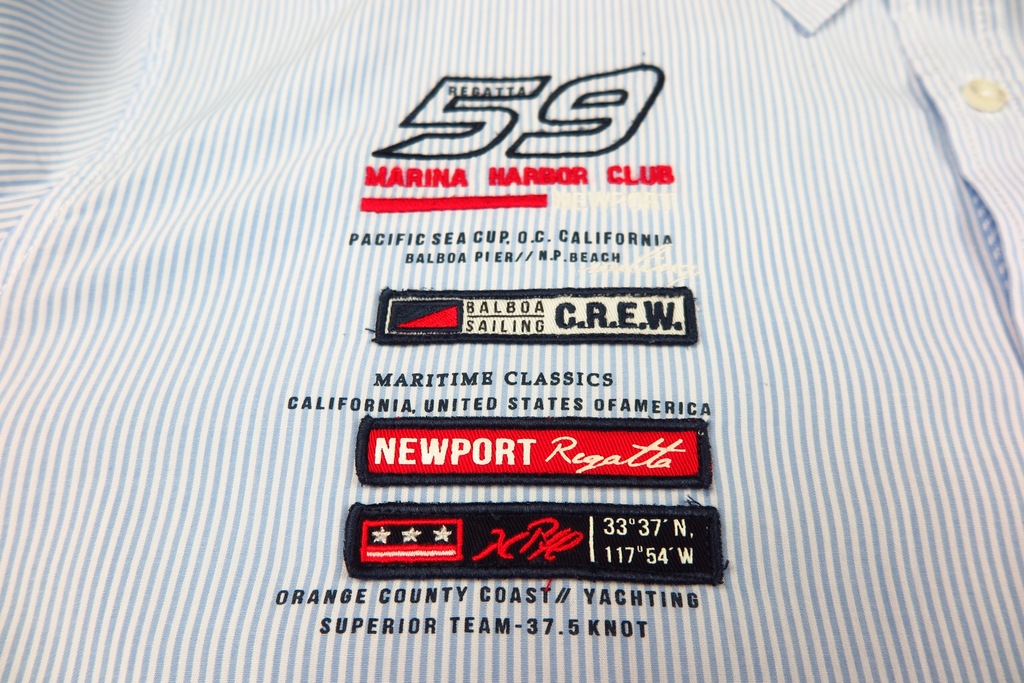 REGATTA
59
MARINA HARBOR CLUB
NEWPORT
PACIFIC SEA CUP, O.C. CALIFORNIA
BALBOA PIER// N.P. BEACH
BALBOA
SAILING
C.R.E.W.
MARITIME CLASSICS
CALIFORNIA, UNITED STATES OFAMERICA
NEWPORT Regatta
33°37´N,
117°54´W
ORANGE COUNTY COAST// YACHTING
SUPERIOR TEAM-37.5 KNOT